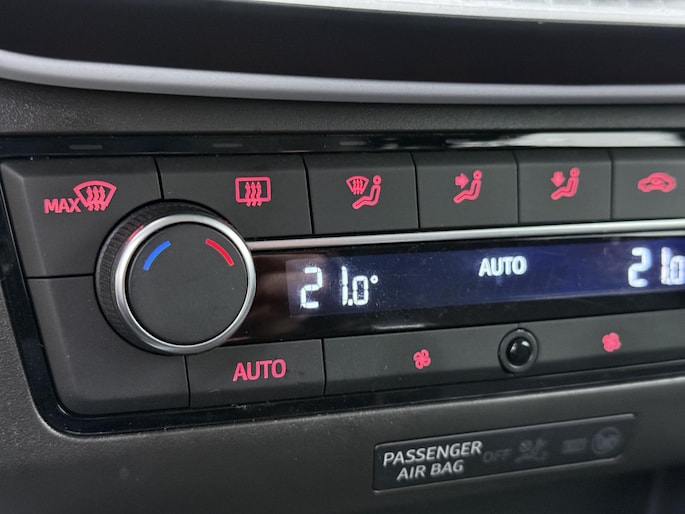 MAX
21.0°
AUTO
21.0
AUTO
PASSENGER
AIR BAG
OFF